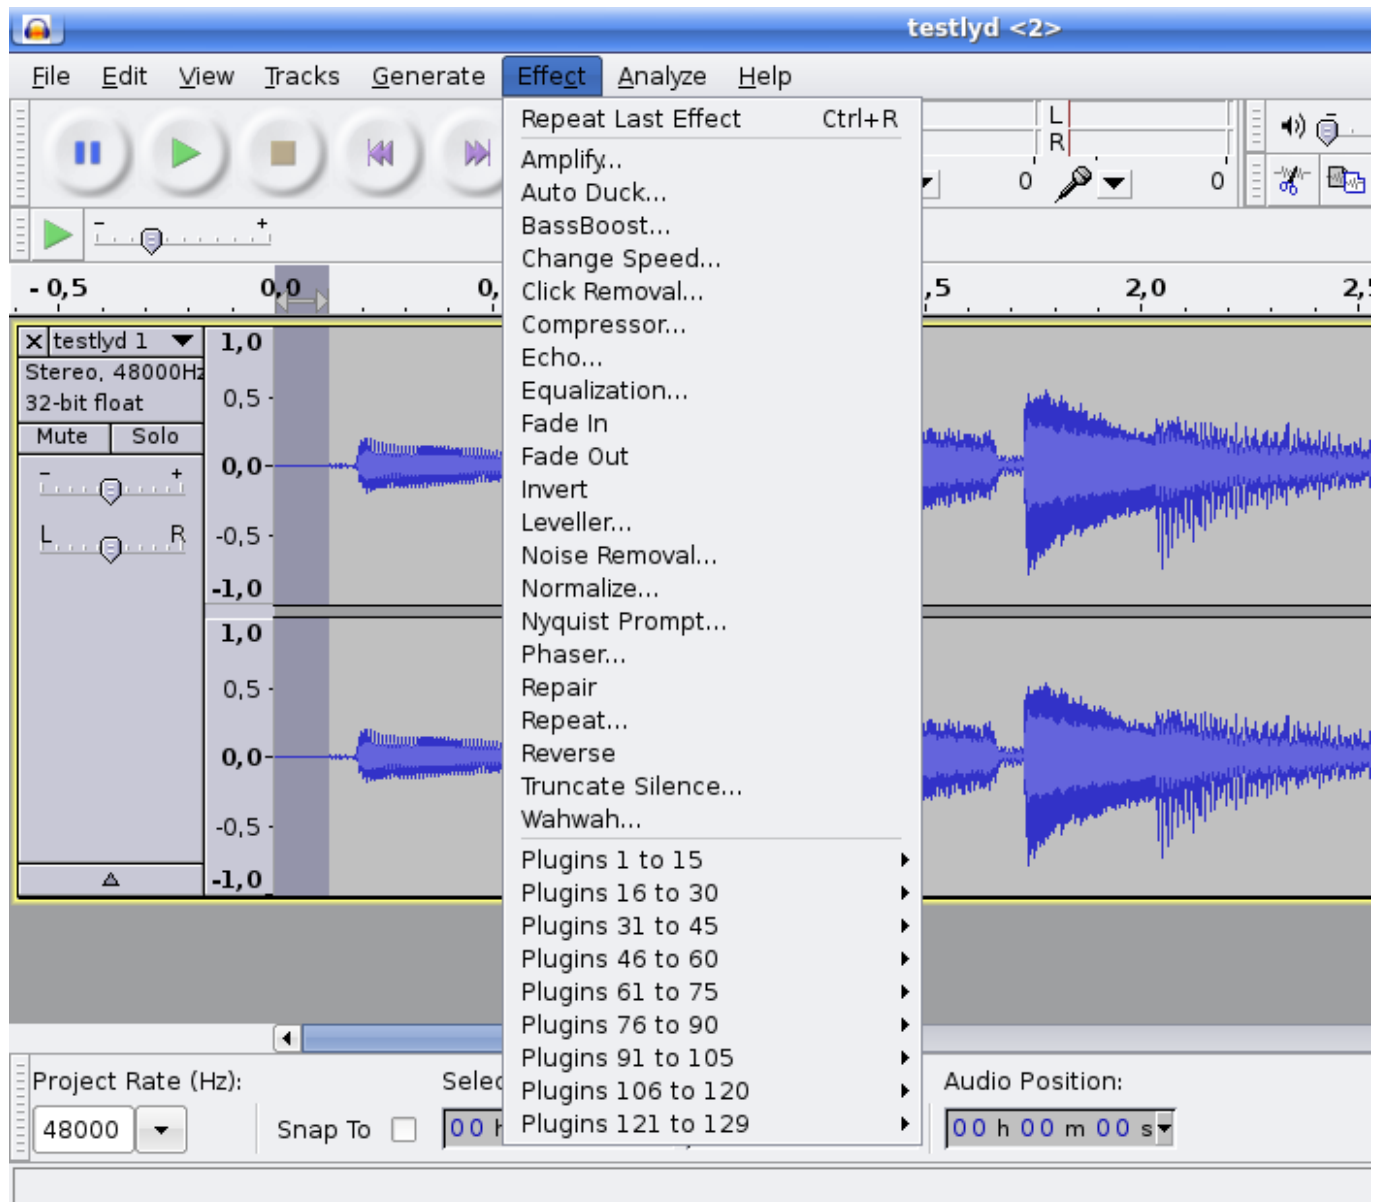 testlyd <2>
File Edit View Tracks Generate Effect Analyze Help
Repeat Last Effect Ctrl+R
L
R
0 0
Amplify...
Auto Duck...
BassBoost...
Change Speed...
Click Removal...
Compressor...
Echo...
Equalization...
Fade In
Fade Out
Invert
Leveller...
Noise Removal...
Normalize...
Nyquist Prompt...
Phaser...
Repair
Repeat...
Reverse
Truncate Silence...
Wahwah...
Plugins 1 to 15
Plugins 16 to 30
Plugins 31 to 45
Plugins 46 to 60
Plugins 61 to 75
Plugins 76 to 90
Plugins 91 to 105
Plugins 106 to 120
Plugins 121 to 129
- +
- 0,5 0,0 0, ,5 2,0 2,
testlyd 1
Stereo, 48000Hz
32-bit float
Mute Solo
- +
L R
1,0
0,5
0,0
-0,5
-1,0
1,0
0,5
0,0
-0,5
-1,0
Project Rate (Hz):
48000
Snap To
Selec
00 h
Audio Position:
00 h 00 m 00 s